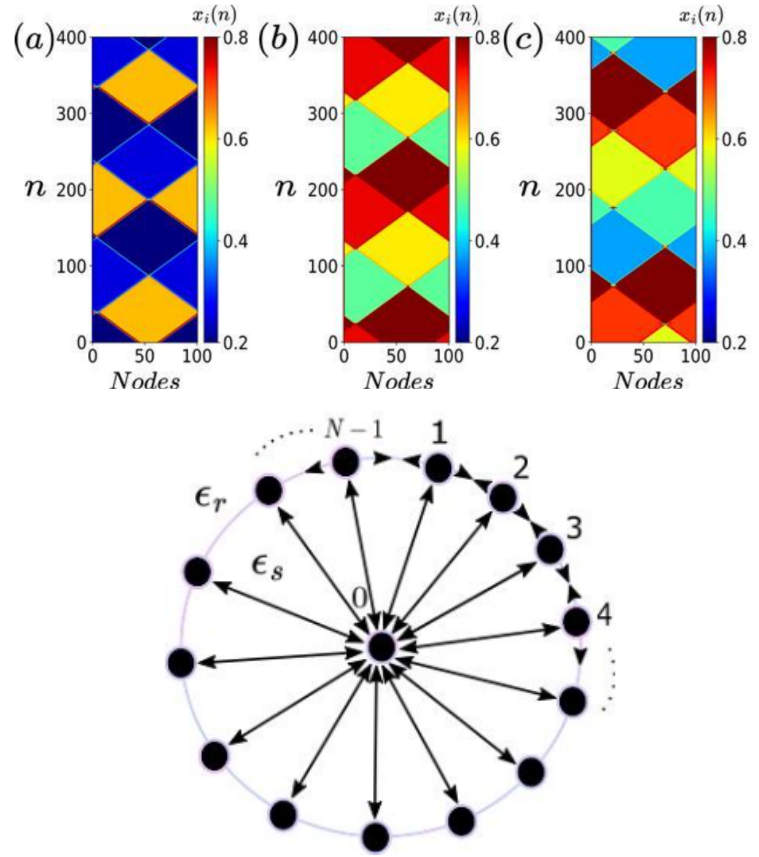 (a) x_i(n) (b) x_i(n) (c) x_i(n)
400 0.8 400 0.8 400 0.8
300 300 300
0.6 0.6 0.6
n 200 n 200 n 200
0.4 0.4 0.4
100 100 100
0 0.2 0 0.2 0 0.2
0 50 100 0 50 100 0 50 100
Nodes Nodes Nodes
N − 1 1
2
ϵ_r
3
ϵ_s
0
4